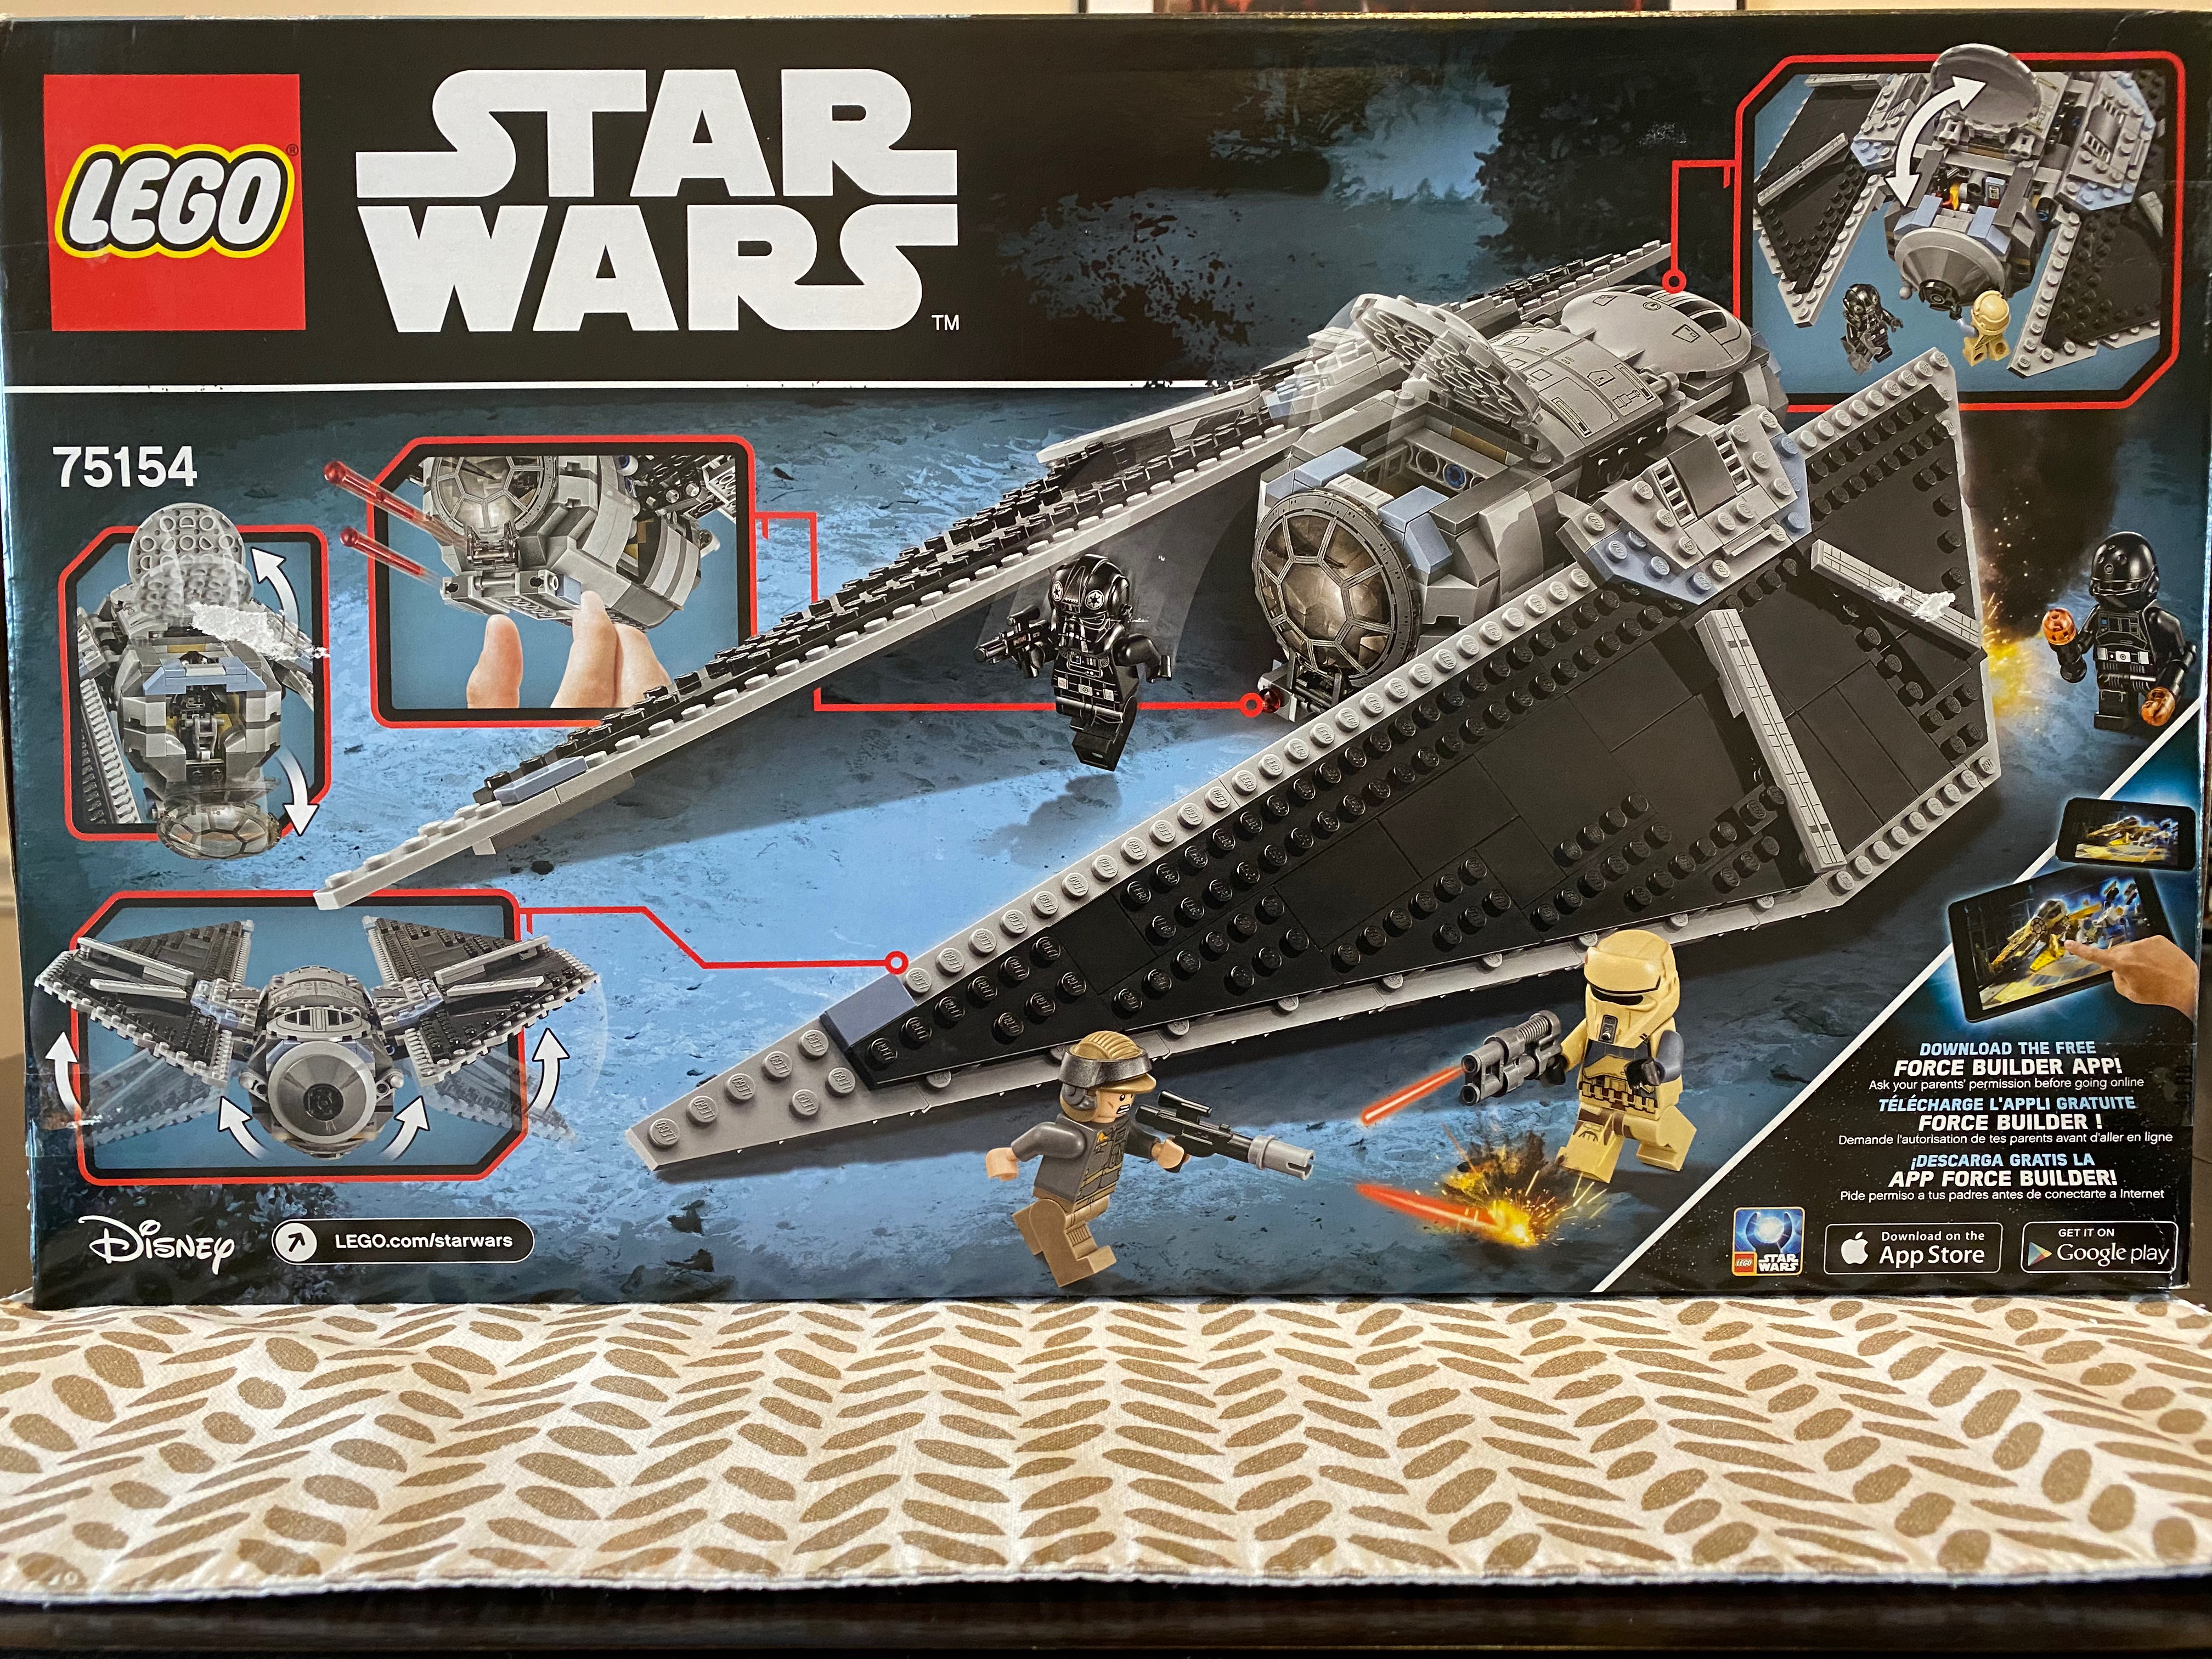 LEGO®
STAR
WARS™
75154
DOWNLOAD THE FREE
FORCE BUILDER APP!
Ask your parents' permission before going online
TÉLÉCHARGE L'APPLI GRATUITE
FORCE BUILDER !
Demande l'autorisation de tes parents avant d'aller en ligne
¡DESCARGA GRATIS LA
APP FORCE BUILDER!
Pide permiso a tus padres antes de conectarte a Internet
Disney
LEGO.com/starwars
LEGO STAR
WARS
Download on the
App Store
GET IT ON
Google play